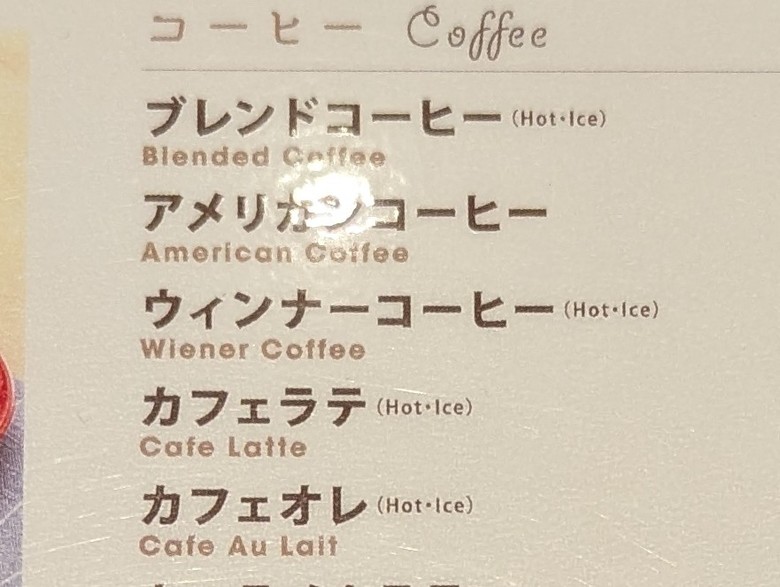 コーヒー Coffee
ブレンドコーヒー(Hot・Ice)
Blended Coffee
アメリカンコーヒー
American Coffee
ウィンナーコーヒー(Hot・Ice)
Wiener Coffee
カフェラテ(Hot・Ice)
Cafe Latte
カフェオレ(Hot・Ice)
Cafe Au Lait